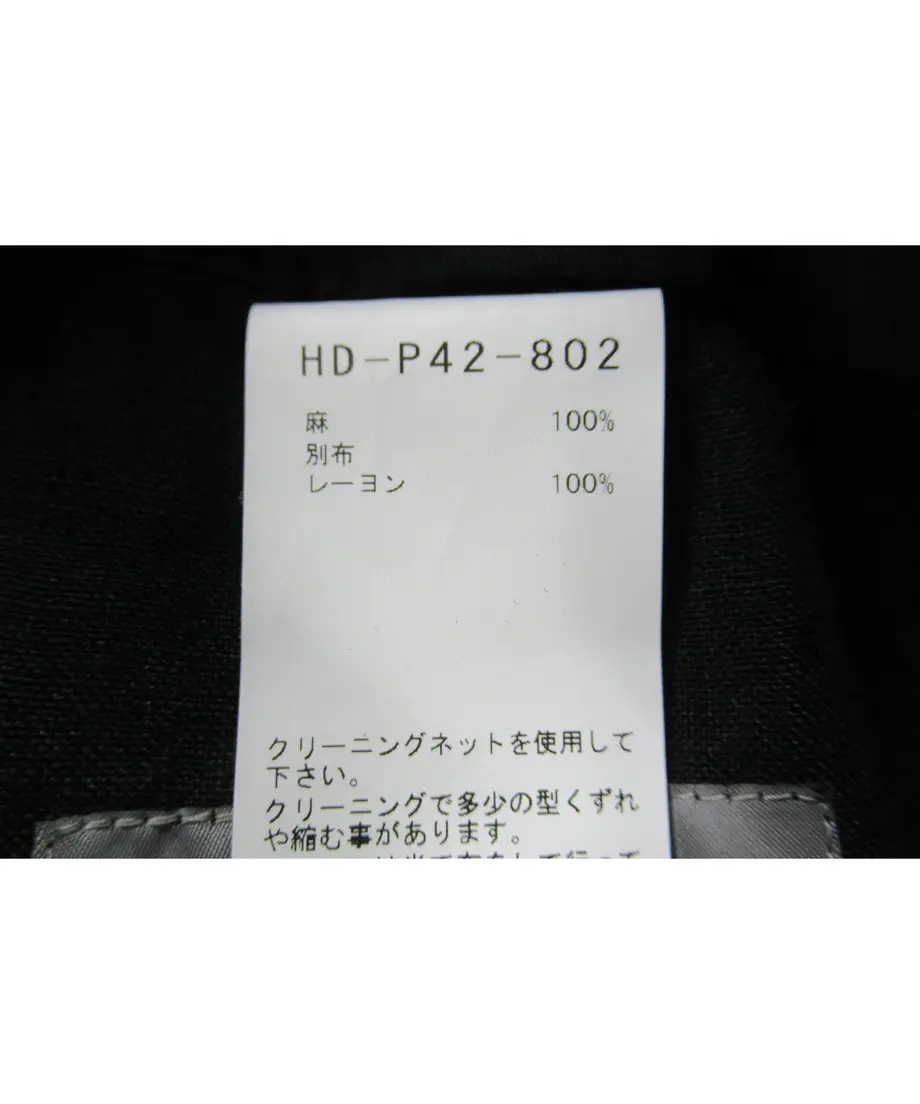 HD-P42-802
麻 100%
別布
レーヨン 100%
クリーニングネットを使用して
下さい。
クリーニングで多少の型くずれ
や縮む事があります。